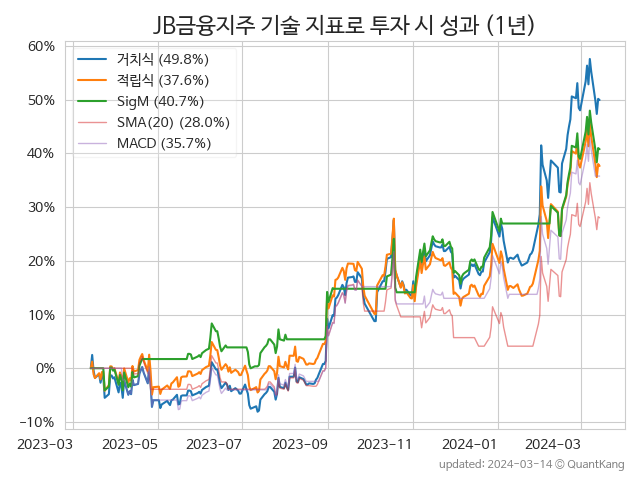 JB금융지주 기술 지표로 투자 시 성과 (1년)
60%
50%
40%
30%
20%
10%
0%
−10%
거치식 (49.8%)
적립식 (37.6%)
SigM (40.7%)
SMA(20) (28.0%)
MACD (35.7%)
2023-03 2023-05 2023-07 2023-09 2023-11 2024-01 2024-03
updated: 2024-03-14 © QuantKang